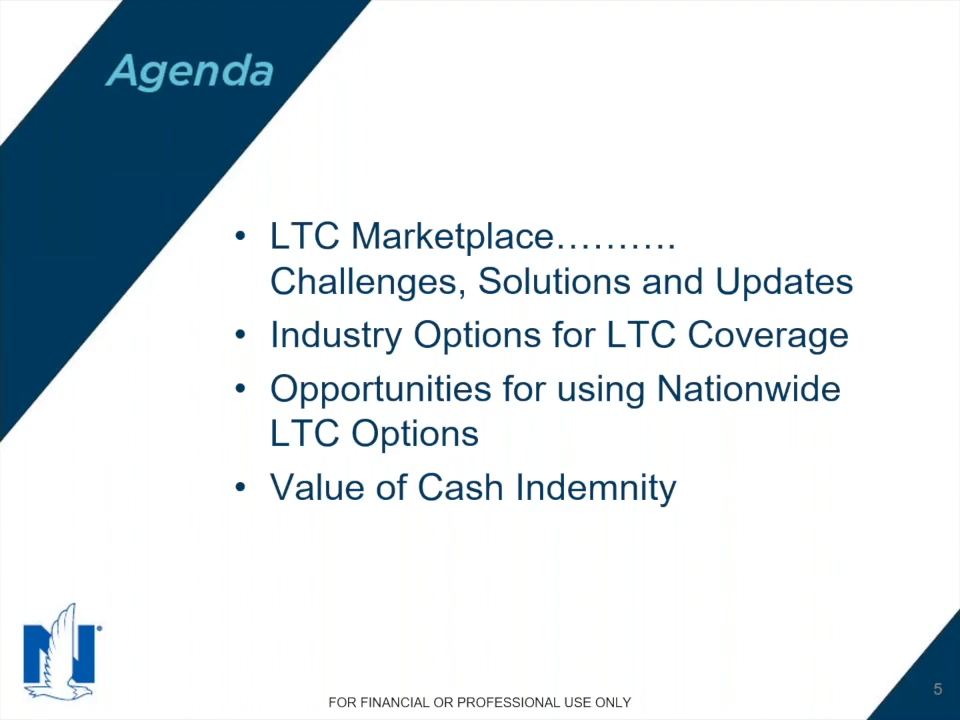 Agenda
• LTC Marketplace……….
Challenges, Solutions and Updates
• Industry Options for LTC Coverage
• Opportunities for using Nationwide
LTC Options
• Value of Cash Indemnity
N®
FOR FINANCIAL OR PROFESSIONAL USE ONLY
5